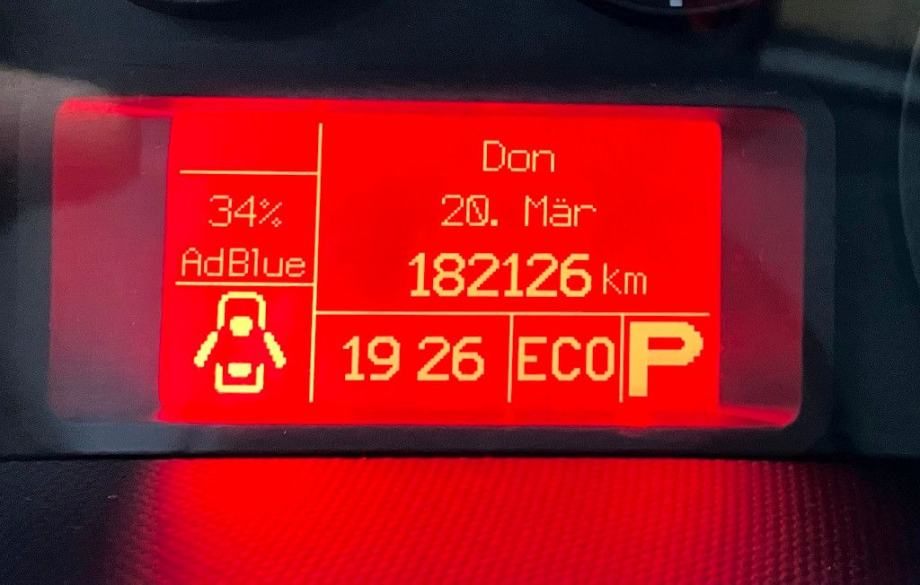 34%
AdBlue
Don
20. Mär
182126 km
19 26
ECO
P